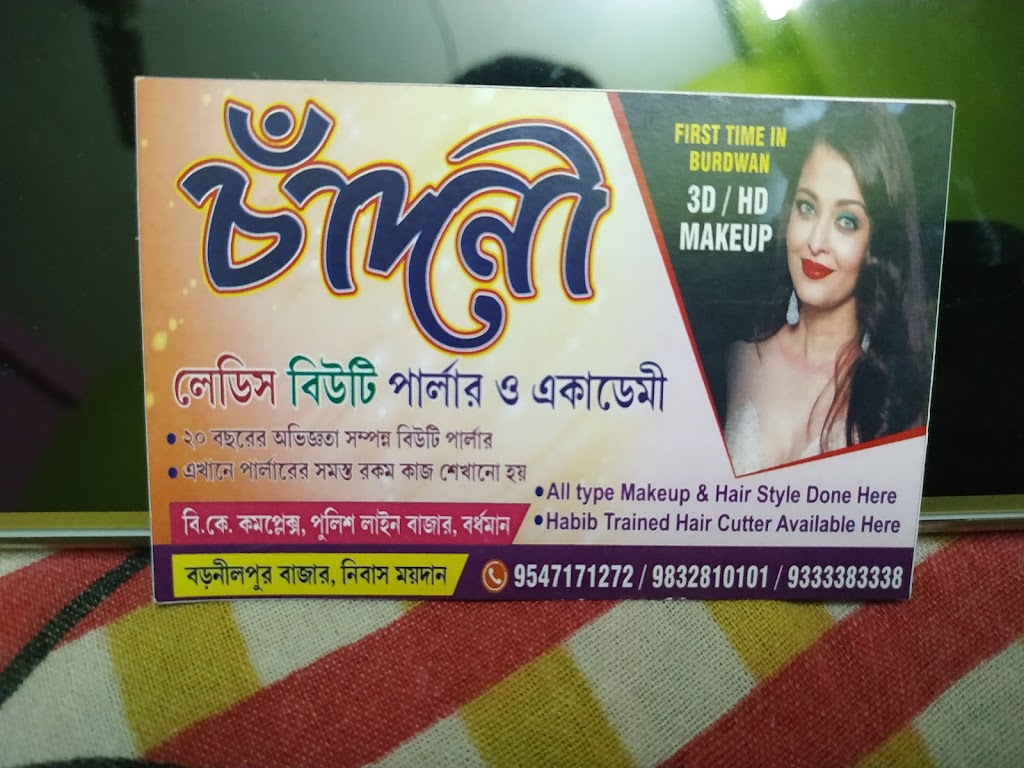 চাঁদনী
FIRST TIME IN
BURDWAN
3D / HD
MAKEUP
লেডিস বিউটি পার্লার ও একাডেমী
• ২০ বছরের অভিজ্ঞতা সম্পন্ন বিউটি পার্লার
• এখানে পার্লারের সমস্ত রকম কাজ শেখানো হয়
• All type Makeup & Hair Style Done Here
• Habib Trained Hair Cutter Available Here
বি.কে. কমপ্লেক্স, পুলিশ লাইন বাজার, বর্ধমান
বড়নীলপুর বাজার, নিবাস ময়দান
9547171272 / 9832810101 / 9333383338